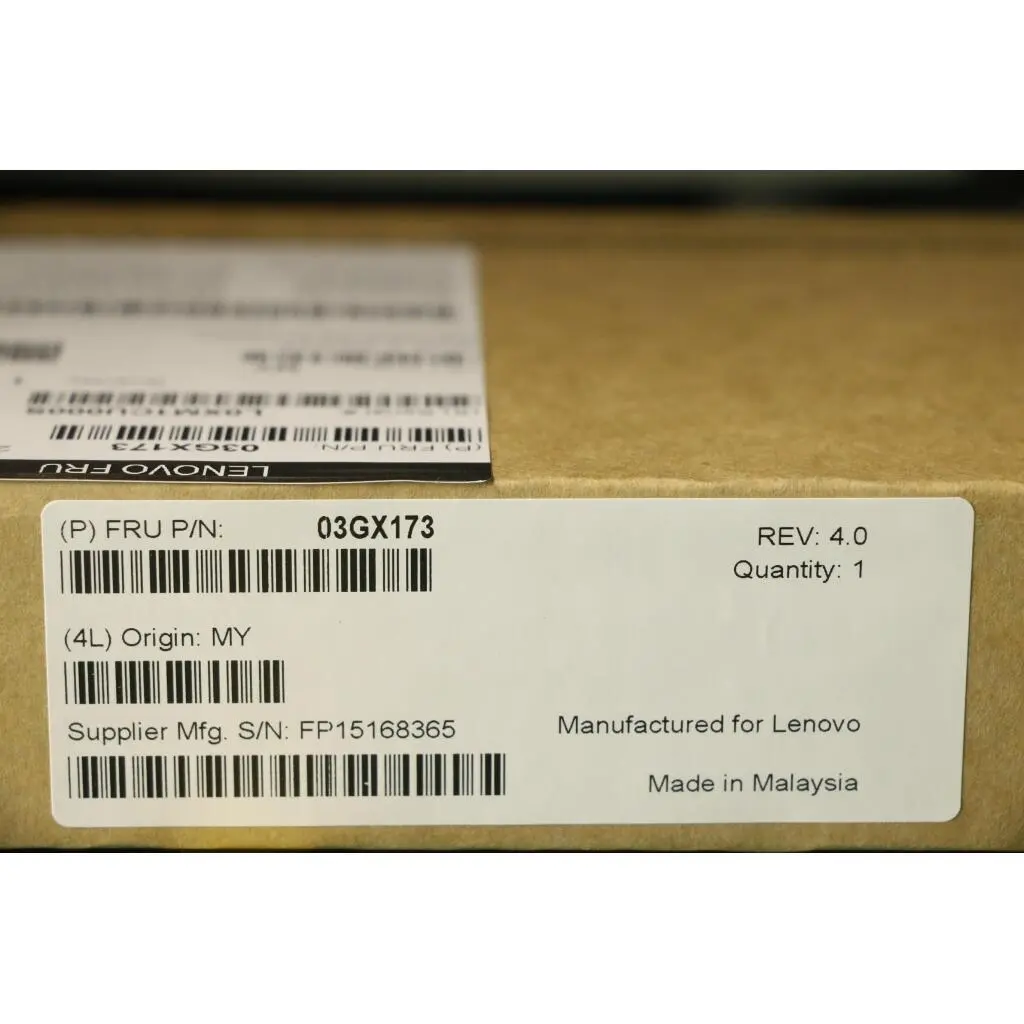 LENOVO FRU
(P) FRU P/N: 03GX173
(P) FRU P/N: 03GX173
REV: 4.0
Quantity: 1
(4L) Origin: MY
Supplier Mfg. S/N: FP15168365
Manufactured for Lenovo
Made in Malaysia